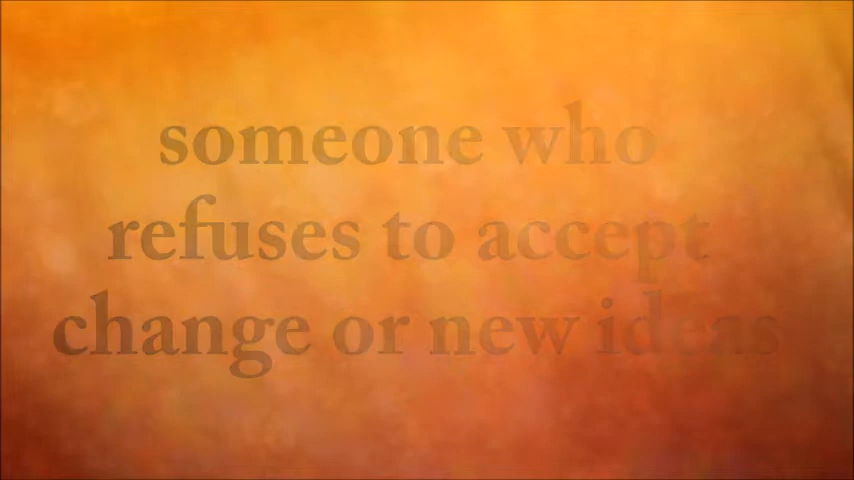 someone who
refuses to accept
change or new ideas